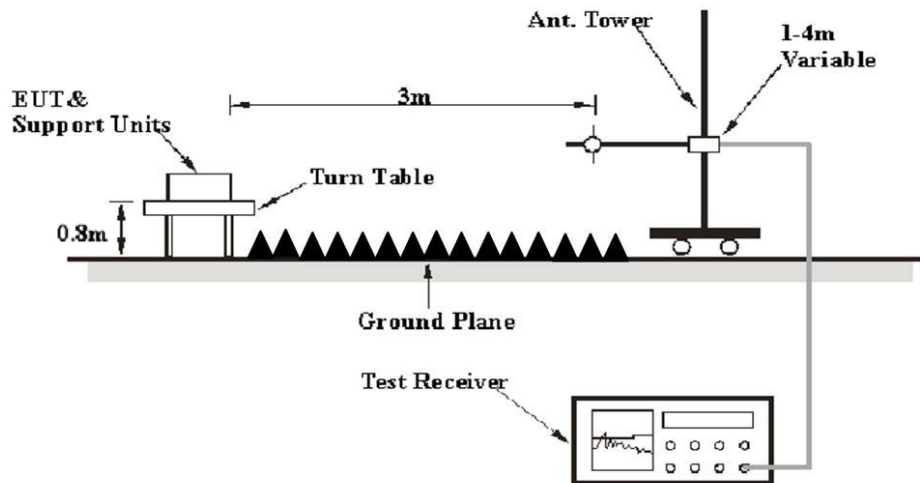 Ant. Tower
1-4m
Variable
EUT&
Support Units
3m
Turn Table
0.8m
Ground Plane
Test Receiver